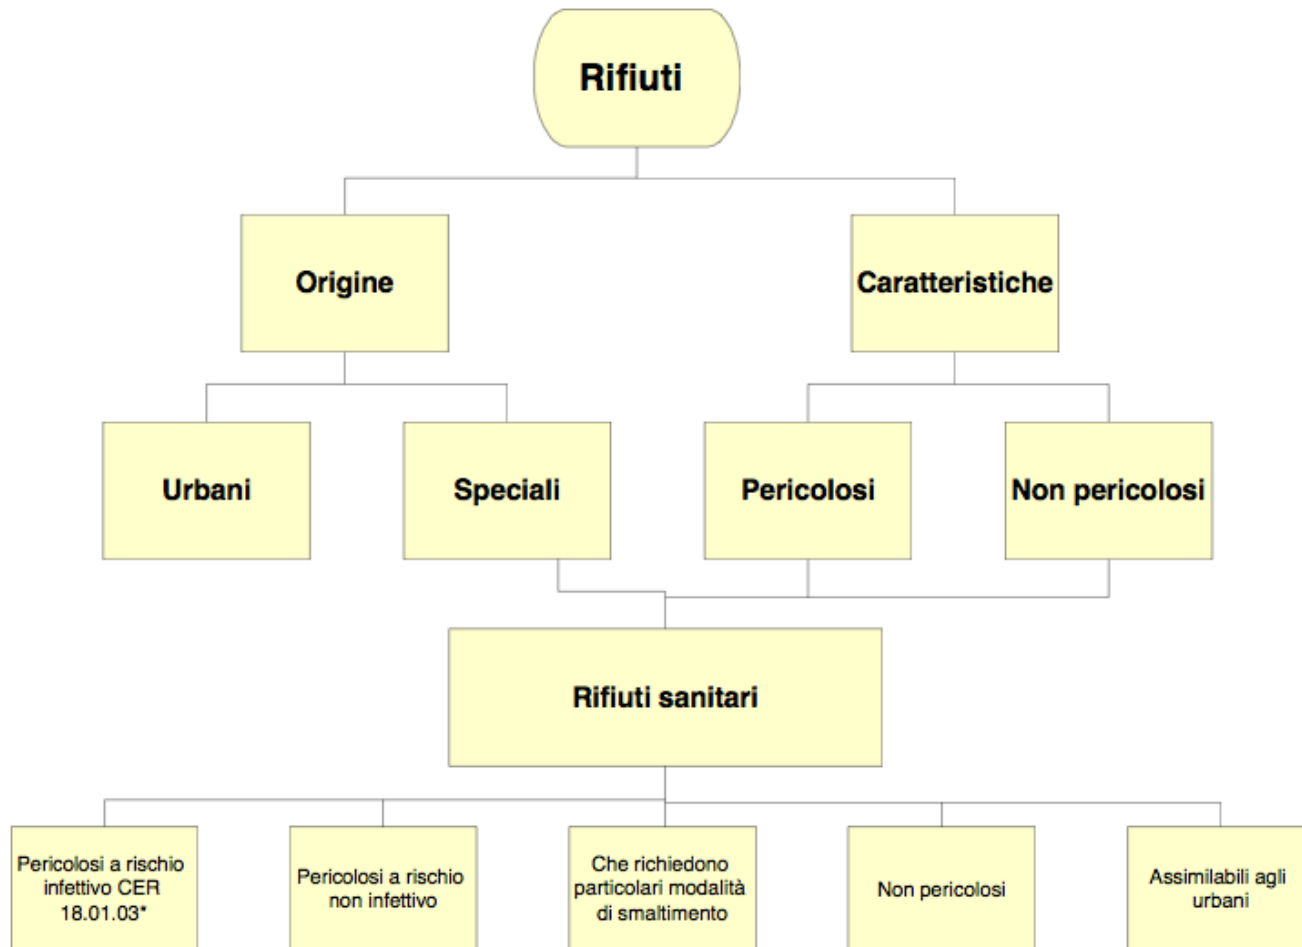 Rifiuti
Origine
Caratteristiche
Urbani
Speciali
Pericolosi
Non pericolosi
Rifiuti sanitari
Pericolosi a rischio
infettivo CER
18.01.03*
Pericolosi a rischio
non infettivo
Che richiedono
particolari modalità
di smaltimento
Non pericolosi
Assimilabili agli
urbani